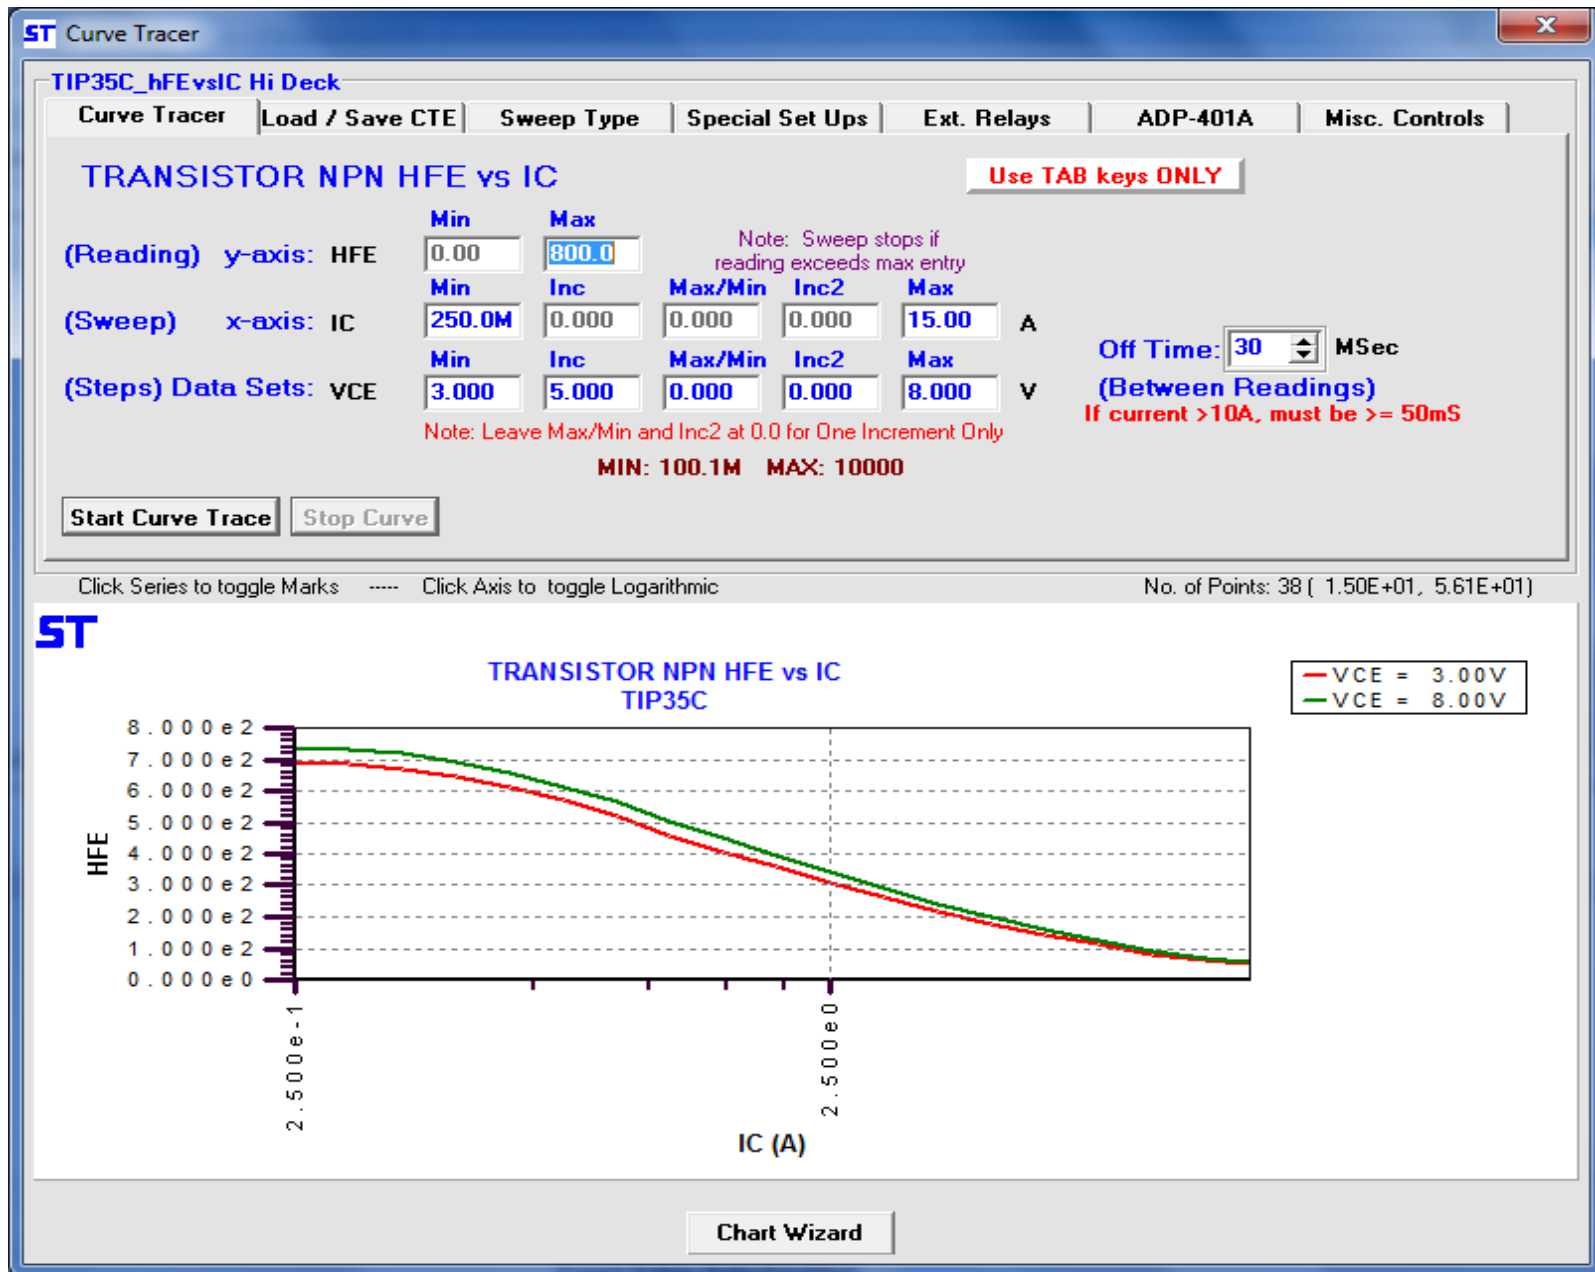 ST Curve Tracer
TIP35C_hFEvsIC Hi Deck
Curve Tracer Load / Save CTE Sweep Type Special Set Ups Ext. Relays ADP-401A Misc. Controls
TRANSISTOR NPN HFE vs IC
Use TAB keys ONLY
Min Max
(Reading) y-axis: HFE 0.00 800.0
Note: Sweep stops if
reading exceeds max entry
Min Inc Max/Min Inc2 Max
(Sweep) x-axis: IC 250.0M 0.000 0.000 0.000 15.00 A
Off Time: 30 MSec
Min Inc Max/Min Inc2 Max
(Steps) Data Sets: VCE 3.000 5.000 0.000 0.000 8.000 V
(Between Readings)
If current >10A, must be >= 50mS
Note: Leave Max/Min and Inc2 at 0.0 for One Increment Only
MIN: 100.1M MAX: 10000
Start Curve Trace Stop Curve
Click Series to toggle Marks ----- Click Axis to toggle Logarithmic
No. of Points: 38 ( 1.50E+01, 5.61E+01)
ST
TRANSISTOR NPN HFE vs IC
TIP35C
VCE = 3.00V
VCE = 8.00V
8.000e2
7.000e2
6.000e2
5.000e2
4.000e2
3.000e2
2.000e2
1.000e2
0.000e0
HFE
2.500e-1
2.500e0
IC (A)
Chart Wizard